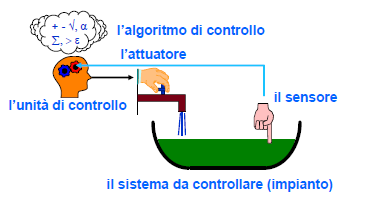 + - √, α
Σ, > ε
l'algoritmo di controllo
l'attuatore
il sensore
l'unità di controllo
il sistema da controllare (impianto)